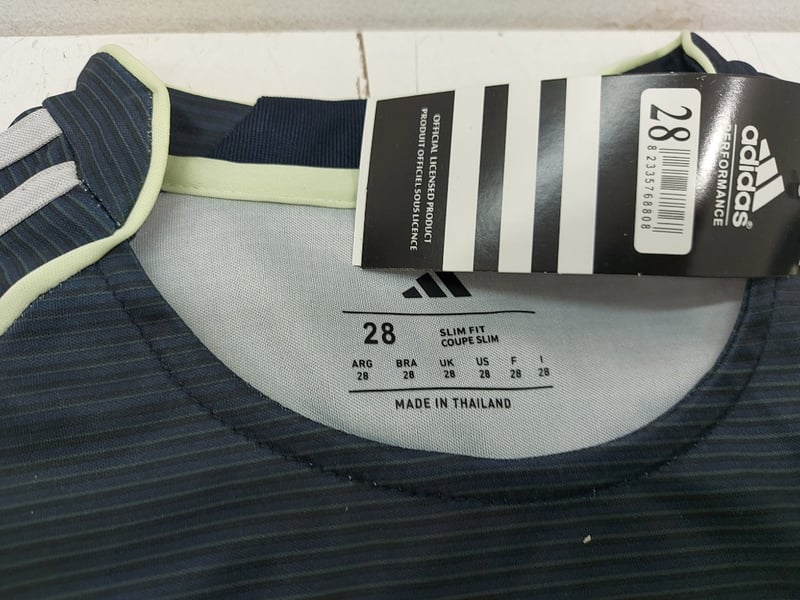 OFFICIAL LICENSED PRODUCT
PRODUIT OFFICIEL SOUS LICENCE
28
8 2335768808
adidas®
PERFORMANCE
28
SLIM FIT
COUPE SLIM
ARG BRA UK US F I
28 28 28 28 28 28
MADE IN THAILAND